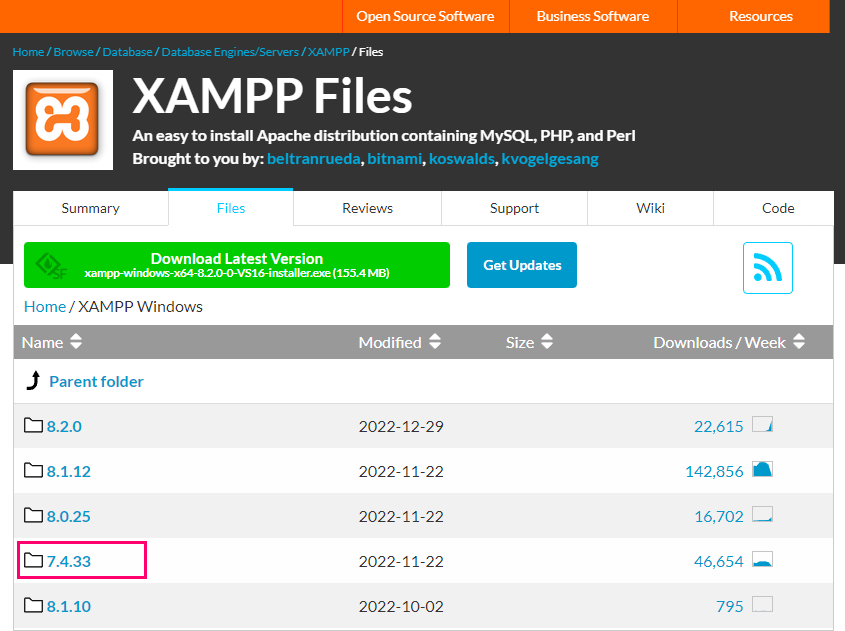 Open Source Software Business Software Resources
Home / Browse / Database / Database Engines/Servers / XAMPP / Files
XAMPP Files
An easy to install Apache distribution containing MySQL, PHP, and Perl
Brought to you by: beltranrueda, bitnami, koswalds, kvogelgesang
Summary Files Reviews Support Wiki Code
SF
Download Latest Version
xampp-windows-x64-8.2.0-0-VS16-installer.exe (155.4 MB)
Get Updates
Home / XAMPP Windows
Name Modified Size Downloads / Week
Parent folder
8.2.0 2022-12-29 22,615
8.1.12 2022-11-22 142,856
8.0.25 2022-11-22 16,702
7.4.33 2022-11-22 46,654
8.1.10 2022-10-02 795